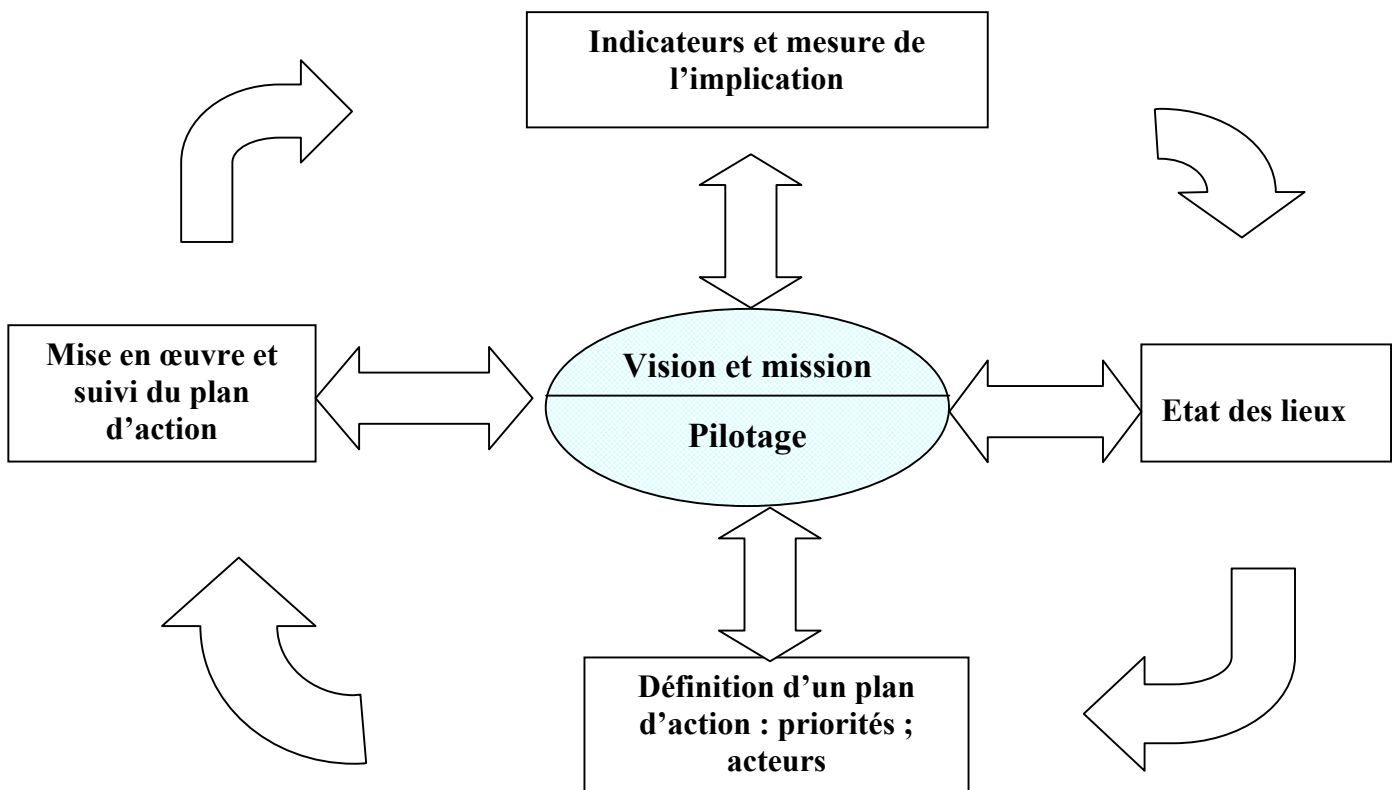 Indicateurs et mesure de
l’implication
Mise en œuvre et
suivi du plan
d’action
Vision et mission
Pilotage
Etat des lieux
Définition d’un plan
d’action : priorités ;
acteurs